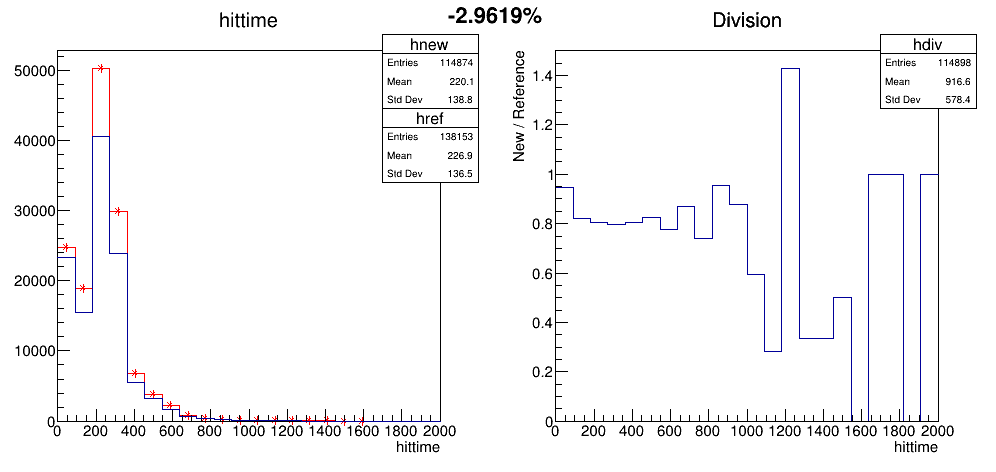 -2.9619%
hittime
hnew
Entries 114874
Mean 220.1
Std Dev 138.8
href
Entries 138153
Mean 226.9
Std Dev 136.5
50000
40000
30000
20000
10000
0
0 200 400 600 800 1000 1200 1400 1600 1800 2000
hittime
Division
hdiv
Entries 114898
Mean 916.6
Std Dev 578.4
New / Reference
1.4
1.2
1
0.8
0.6
0.4
0.2
0
0 200 400 600 800 1000 1200 1400 1600 1800 2000
hittime